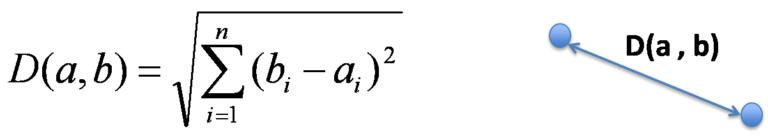 D(a,b) = √(∑_{i=1}^{n} (b_i − a_i)^2)
D(a , b)